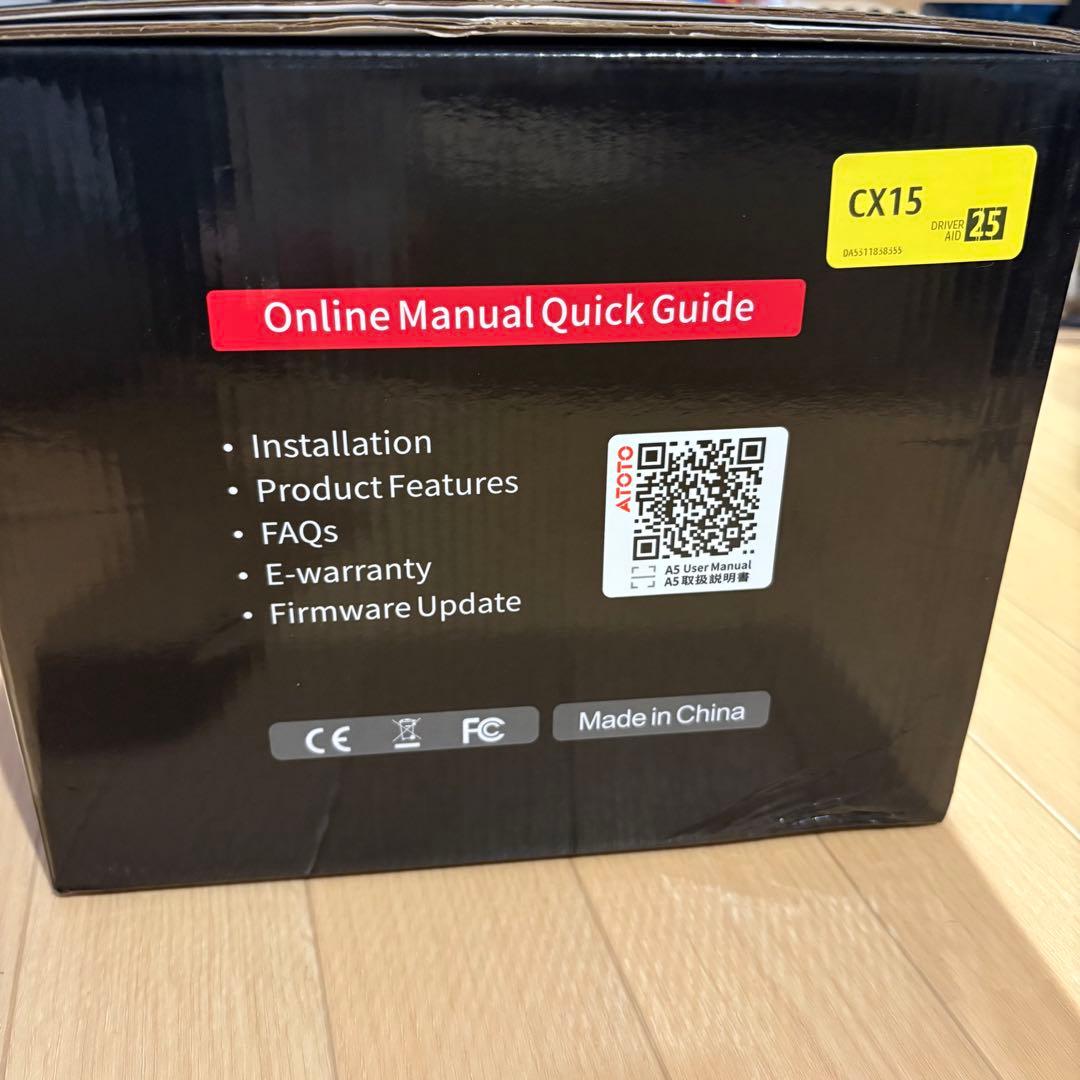 CX15
DRIVER
AID
25
DA5311838355
Online Manual Quick Guide
• Installation
• Product Features
• FAQs
• E-warranty
• Firmware Update
ATOTO
A5 User Manual
A5 取扱説明書
CE
FC
Made in China